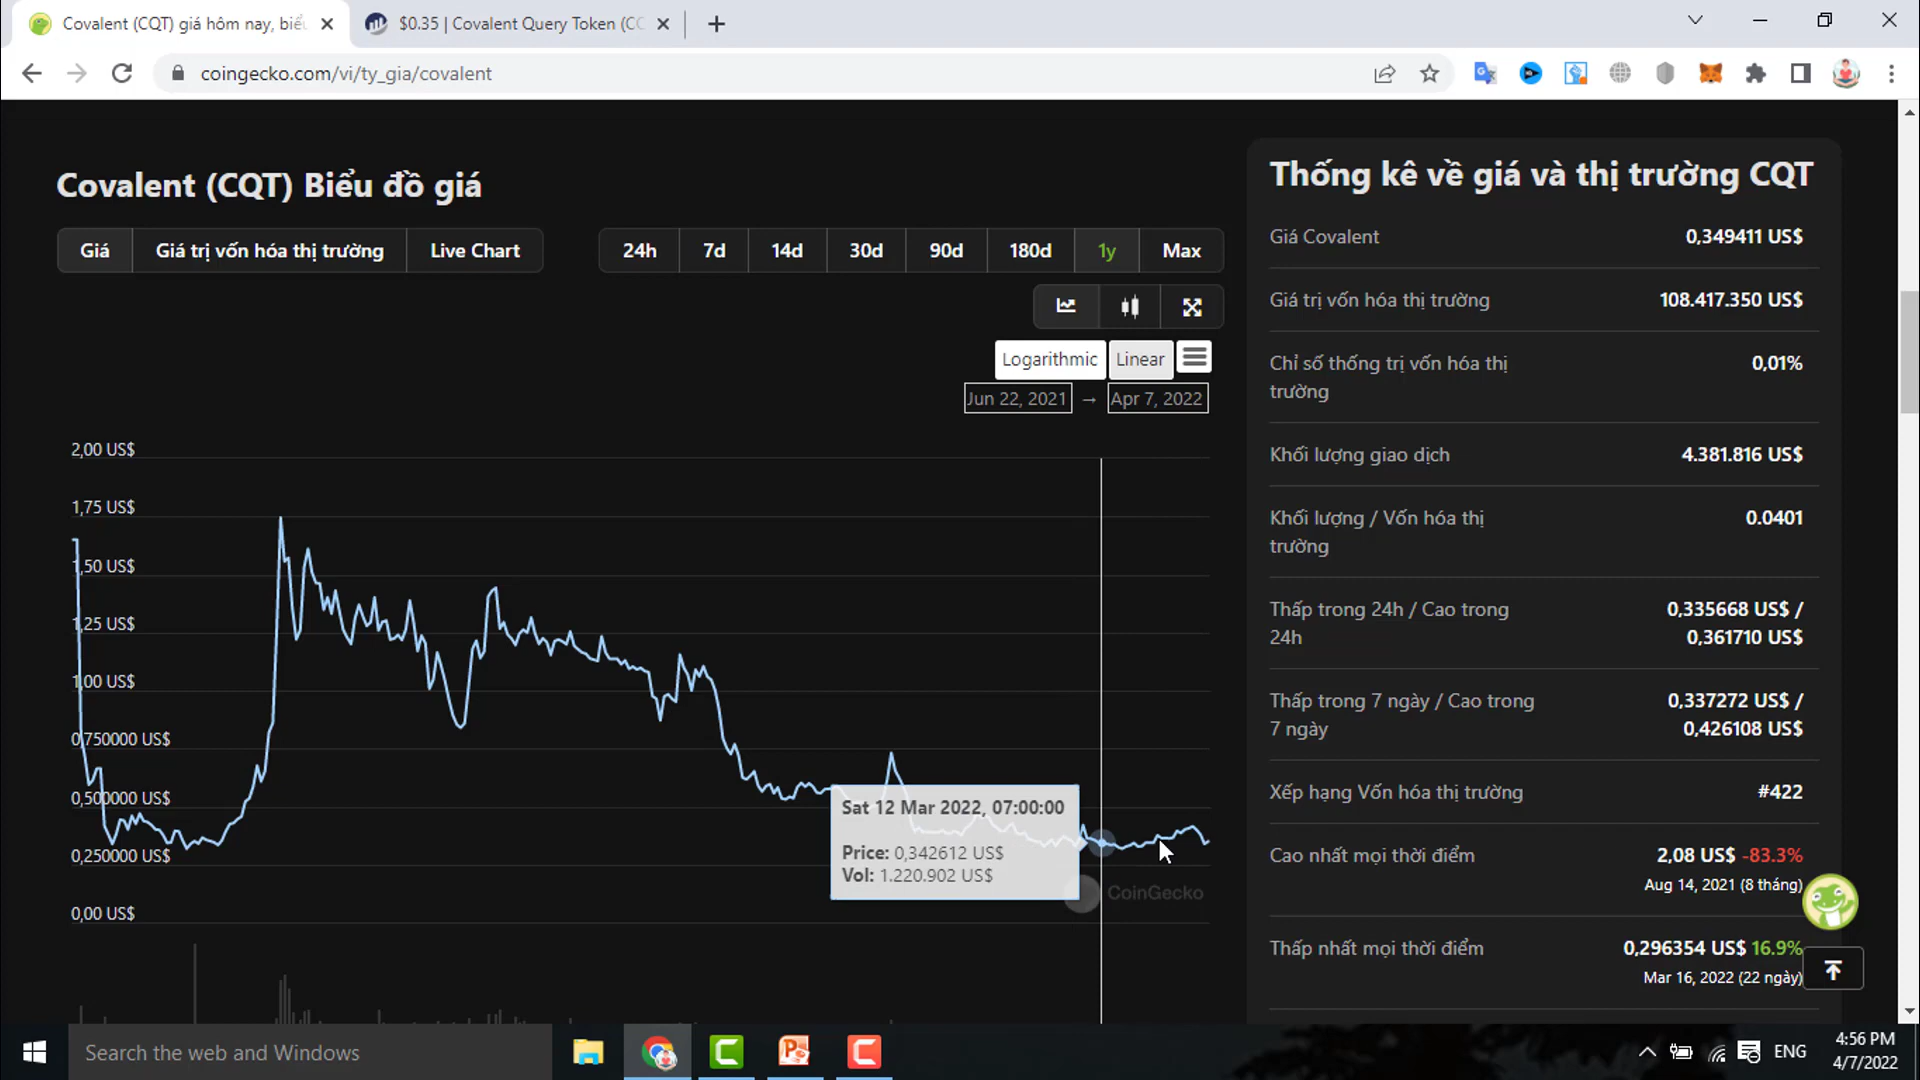 Covalent (CQT) giá hôm nay, biể
$0.35 | Covalent Query Token (CC
coingecko.com/vi/ty_gia/covalent
Covalent (CQT) Biểu đồ giá
Giá
Giá trị vốn hóa thị trường
Live Chart
24h
7d
14d
30d
90d
180d
1y
Max
Logarithmic
Linear
Jun 22, 2021 → Apr 7, 2022
2,00 US$
1,75 US$
1,50 US$
1,25 US$
1,00 US$
0,750000 US$
0,500000 US$
0,250000 US$
0,00 US$
Sat 12 Mar 2022, 07:00:00
Price: 0,342612 US$
Vol: 1.220.902 US$
CoinGecko
Thống kê về giá và thị trường CQT
Giá Covalent
0,349411 US$
Giá trị vốn hóa thị trường
108.417.350 US$
Chỉ số thống trị vốn hóa thị
trường
0,01%
Khối lượng giao dịch
4.381.816 US$
Khối lượng / Vốn hóa thị
trường
0.0401
Thấp trong 24h / Cao trong
24h
0,335668 US$ /
0,361710 US$
Thấp trong 7 ngày / Cao trong
7 ngày
0,337272 US$ /
0,426108 US$
Xếp hạng Vốn hóa thị trường
#422
Cao nhất mọi thời điểm
2,08 US$ -83.3%
Aug 14, 2021 (8 tháng)
Thấp nhất mọi thời điểm
0,296354 US$ 16.9%
Mar 16, 2022 (22 ngày)
Search the web and Windows
ENG
4:56 PM
4/7/2022